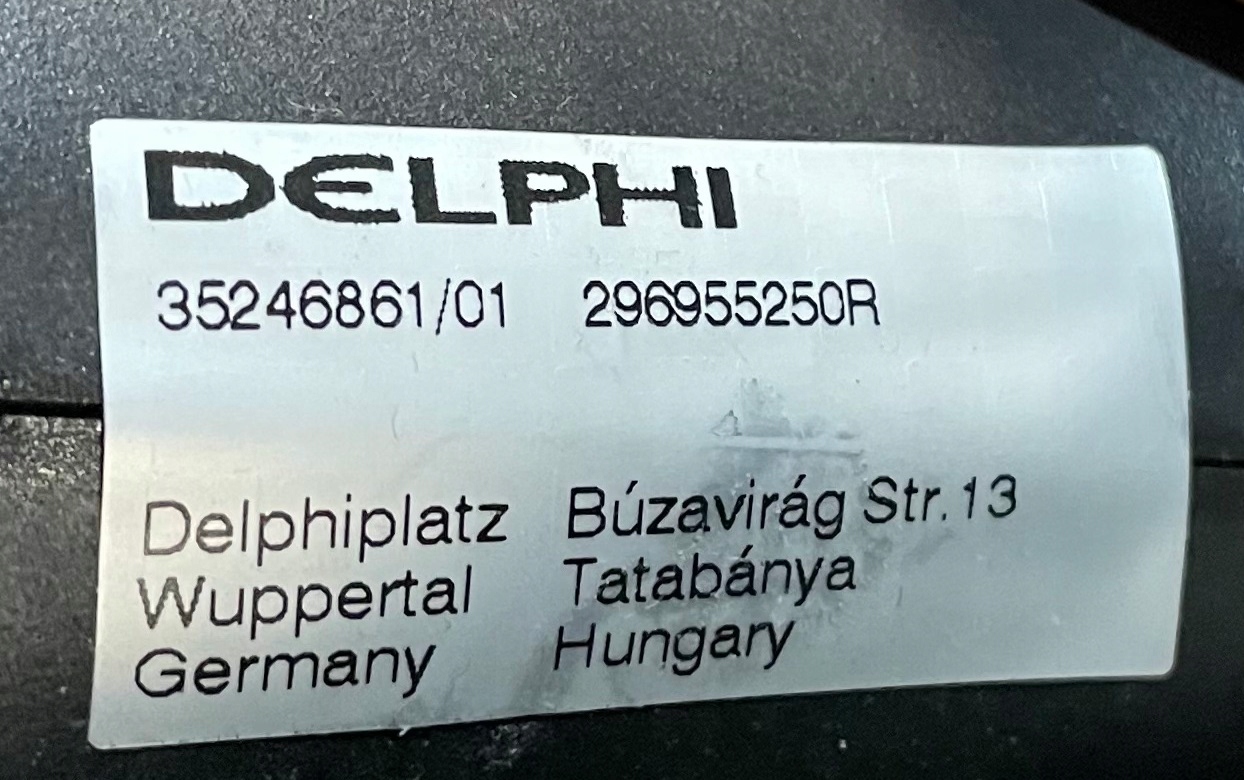 DELPHI
35246861/01 296955250R
Delphiplatz Búzavirág Str. 13
Wuppertal Tatabánya
Germany Hungary